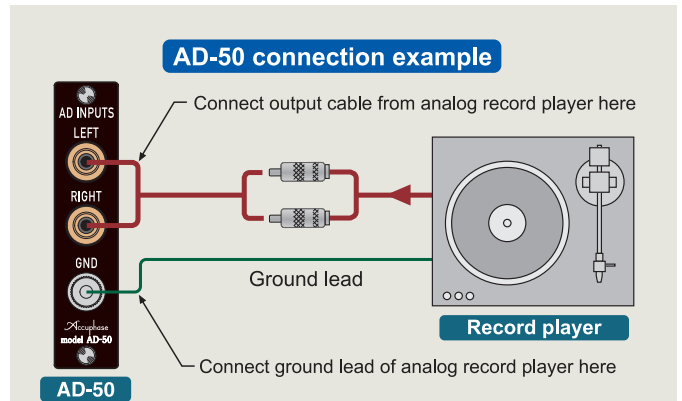 AD-50 connection example
AD INPUTS
LEFT
Connect output cable from analog record player here
RIGHT
GND
Ground lead
Accuphase
model AD-50
Record player
Connect ground lead of analog record player here
AD-50